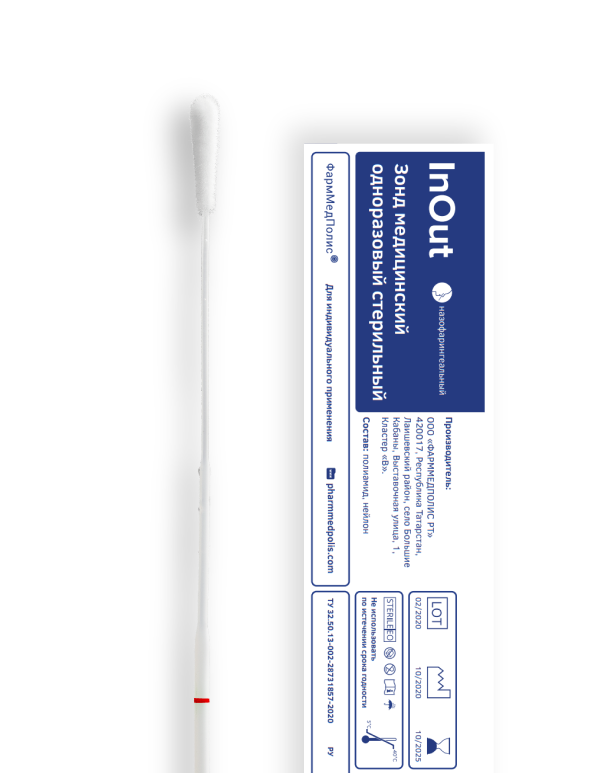 InOut
назофарингеальный
Зонд медицинский
одноразовый стерильный
Производитель:
ООО «ФАРММЕДПОЛИС РТ»
420017, Республика Татарстан,
Лаишевский район, село Большие
Кабаны, Выставочная улица, 1,
Кластер «В».
Состав: полиамид, нейлон
LOT
02/2020
10/2020
10/2025
STERILE EO
Не использовать
по истечении срока годности
5°C
40°C
ФармМедПолис®
Для индивидуального применения
pharmmedpolis.com
ТУ 32.50.13-002-28731857-2020
РУ